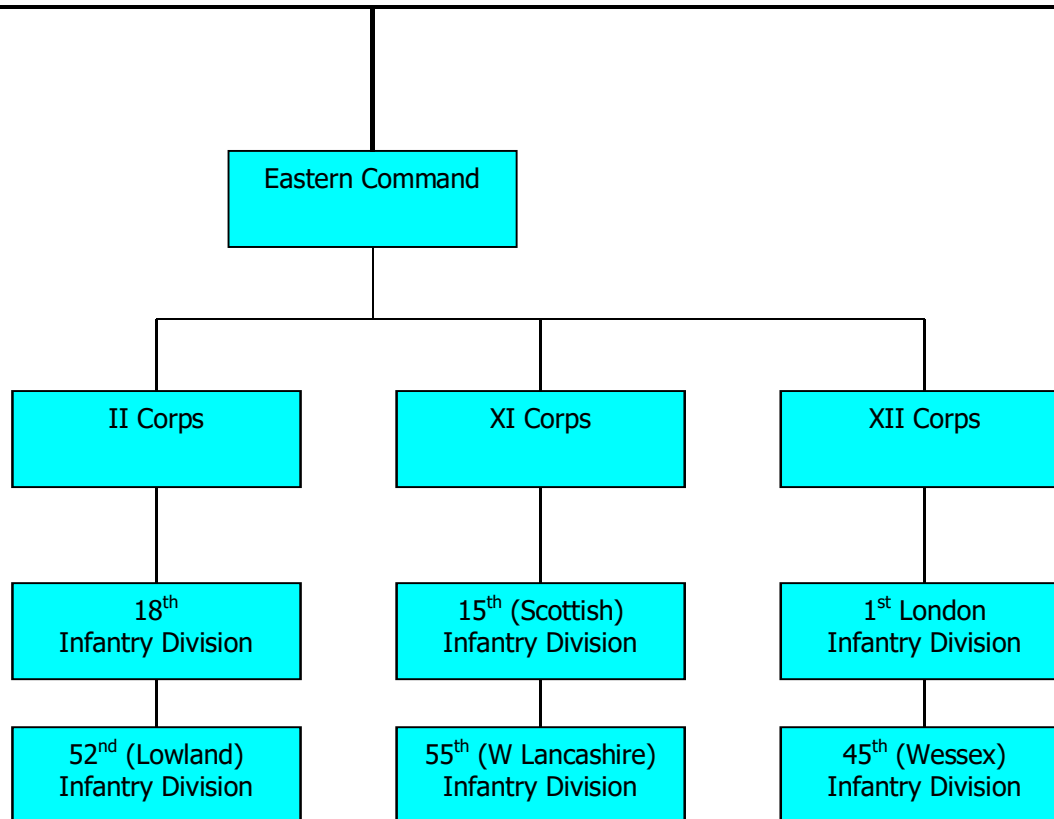 Eastern Command
II Corps
XI Corps
XII Corps
18th
Infantry Division
15th (Scottish)
Infantry Division
1st London
Infantry Division
52nd (Lowland)
Infantry Division
55th (W Lancashire)
Infantry Division
45th (Wessex)
Infantry Division